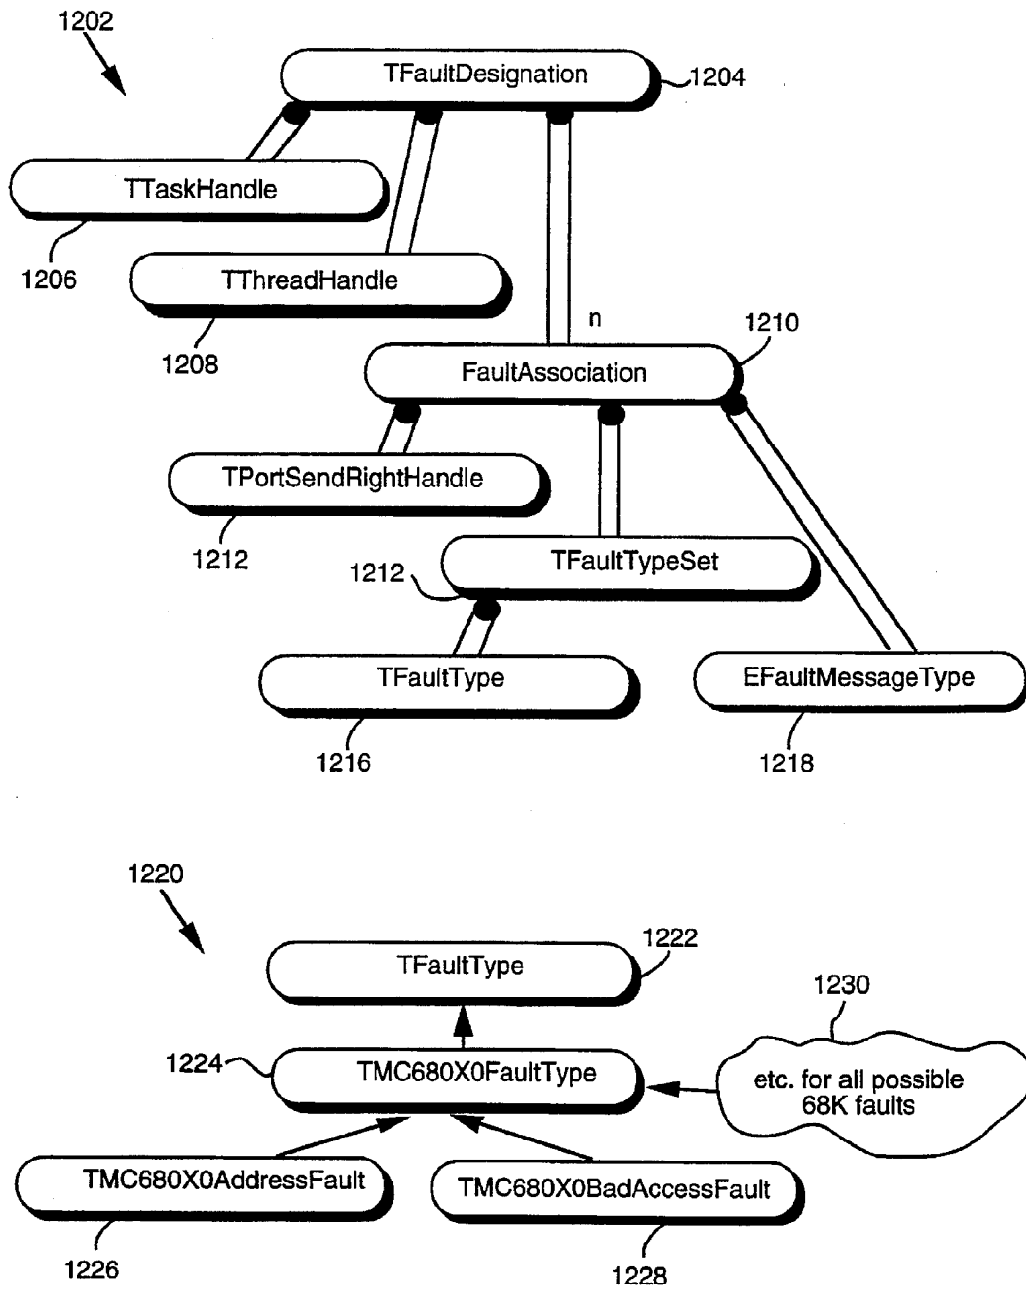 1202
TFaultDesignation
1204
TTaskHandle
1206
TThreadHandle
1208
n
1210
FaultAssociation
TPortSendRightHandle
1212
TFaultTypeSet
1212
TFaultType
1216
EFaultMessageType
1218
1220
TFaultType
1222
1230
1224
TMC680X0FaultType
etc. for all possible
68K faults
TMC680X0AddressFault
1226
TMC680X0BadAccessFault
1228